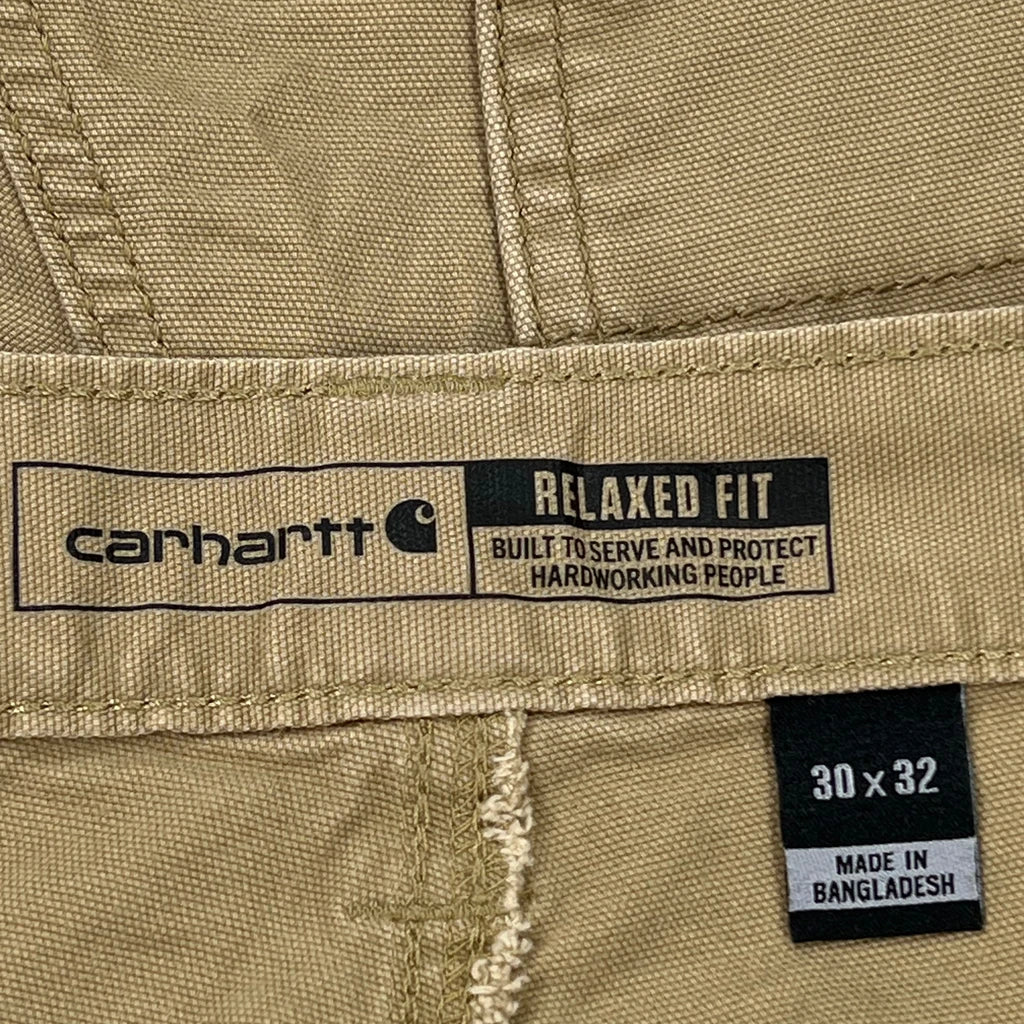 carhartt
RELAXED FIT
BUILT TO SERVE AND PROTECT
HARDWORKING PEOPLE
30 x 32
MADE IN
BANGLADESH